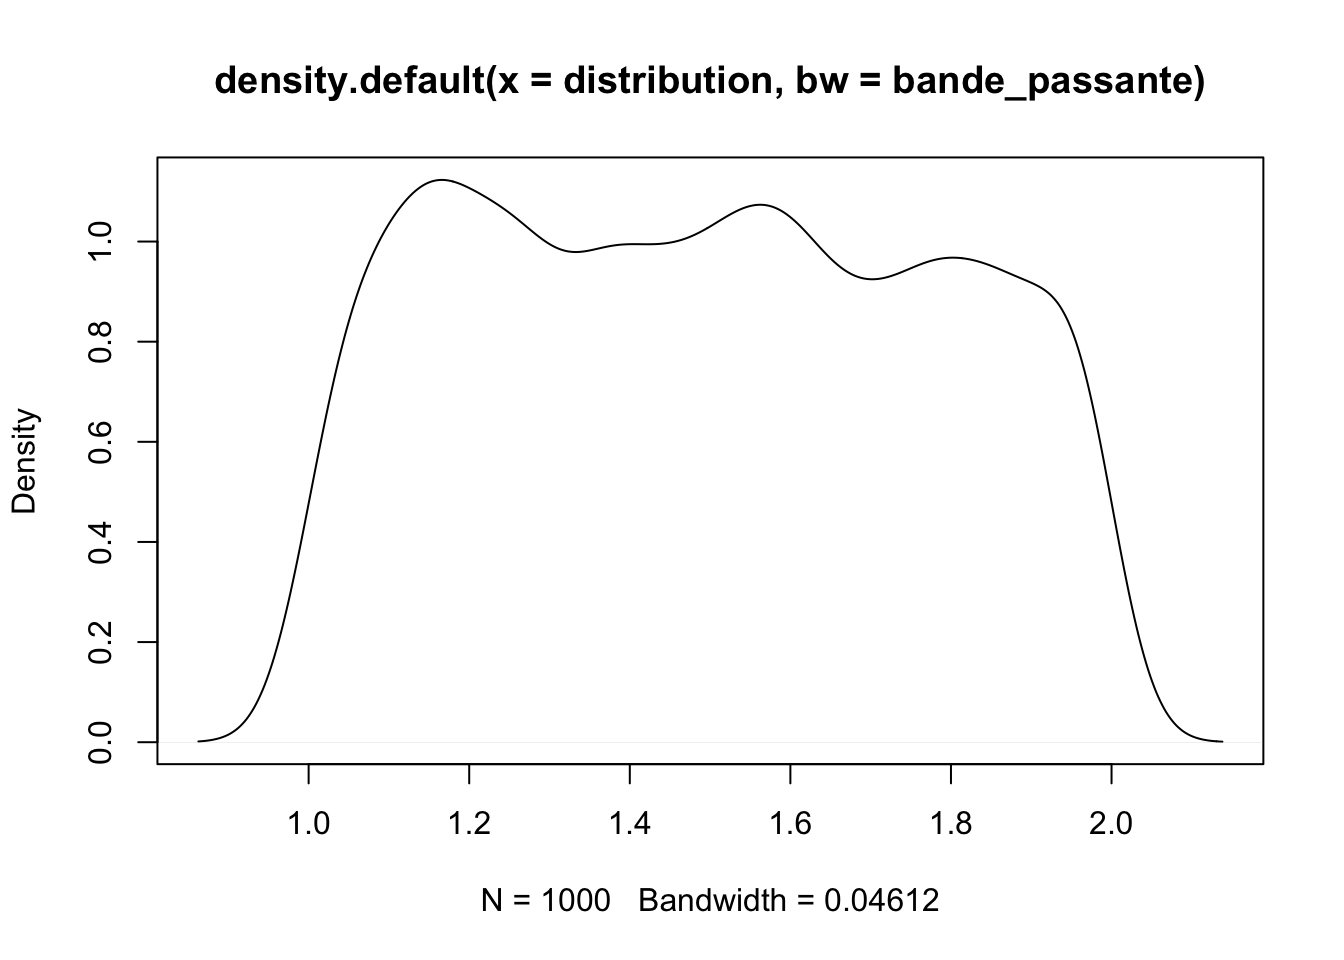 density.default(x = distribution, bw = bande_passante)
Density
1.0
0.8
0.6
0.4
0.2
0.0
1.0 1.2 1.4 1.6 1.8 2.0
N = 1000 Bandwidth = 0.04612